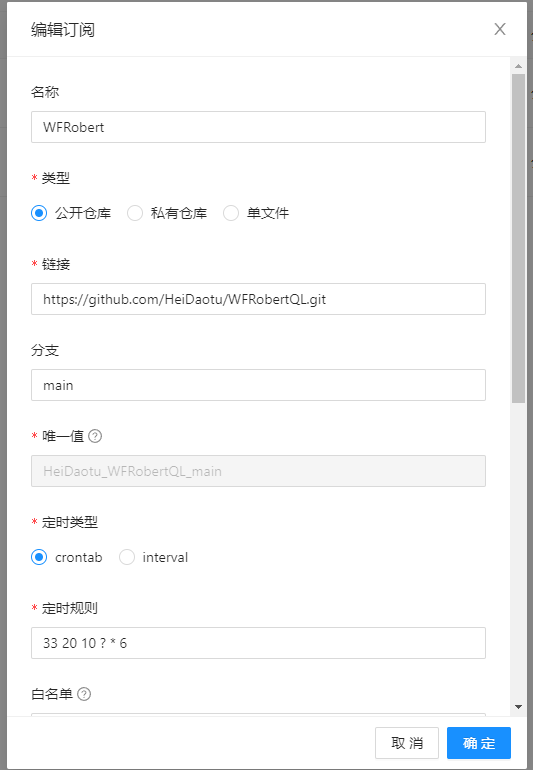 编辑订阅
名称
WFRobert
* 类型
公开仓库 私有仓库 单文件
* 链接
https://github.com/HeiDaotu/WFRobertQL.git
分支
main
* 唯一值
HeiDaotu_WFRobertQL_main
* 定时类型
crontab interval
* 定时规则
33 20 10 ? * 6
白名单
取 消 确 定